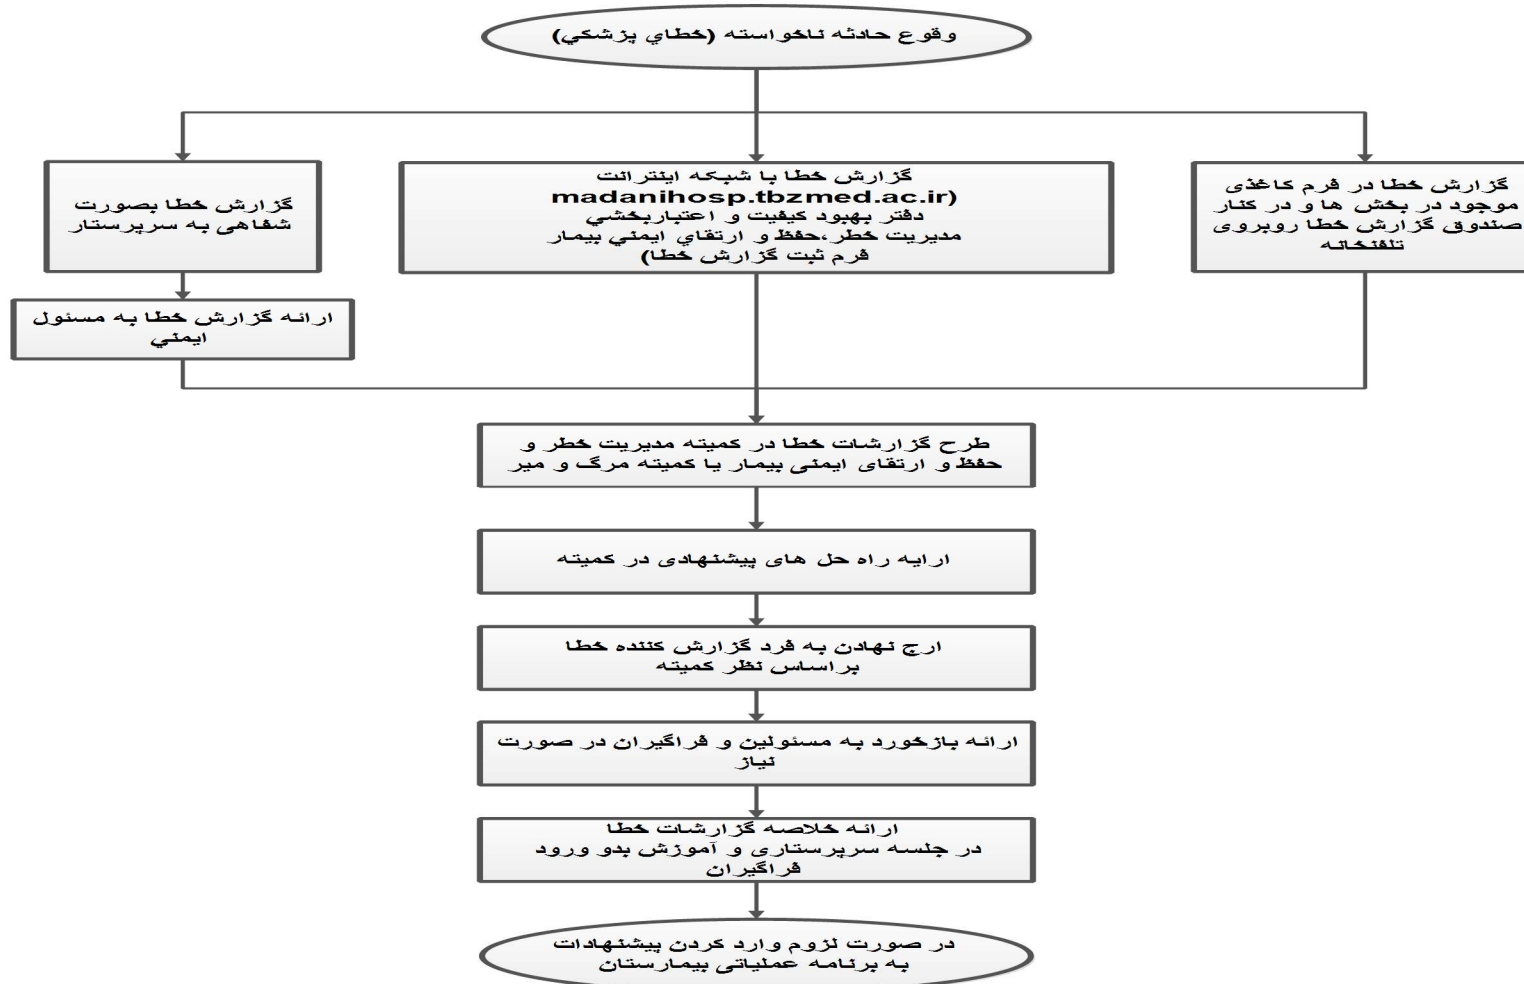 وقوع حادثه ناخواسته (خطاي پزشكي)
گزارش خطا در فرم کاغذی
موجود در بخش ها و در کنار
صندوق گزارش خطا روبروی
تلفنخانه
گزارش خطا با شبکه اینترانت
(madanihosp.tbzmed.ac.ir
دفتر بهبود كيفيت و اعتباربخشي
مديريت خطر،حفظ و ارتقاي ايمني بيمار
فرم ثبت گزارش خطا)
گزارش خطا بصورت
شفاهی به سرپرستار
ارائه گزارش خطا به مسئول
ايمني
طرح گزارشات خطا در کمیته مدیریت خطر و
حفظ و ارتقای ایمنی بیمار یا کمیته مرگ و میر
ارایه راه حل های پیشنهادی در کمیته
ارج نهادن به فرد گزارش کننده خطا
براساس نظر کمیته
ارائه بازخورد به مسئولین و فراگیران در صورت
نیاز
ارائه خلاصه گزارشات خطا
در جلسه سرپرستاری و آموزش بدو ورود
فراگیران
در صورت لزوم وارد کردن پیشنهادات
به برنامه عملیاتی بیمارستان